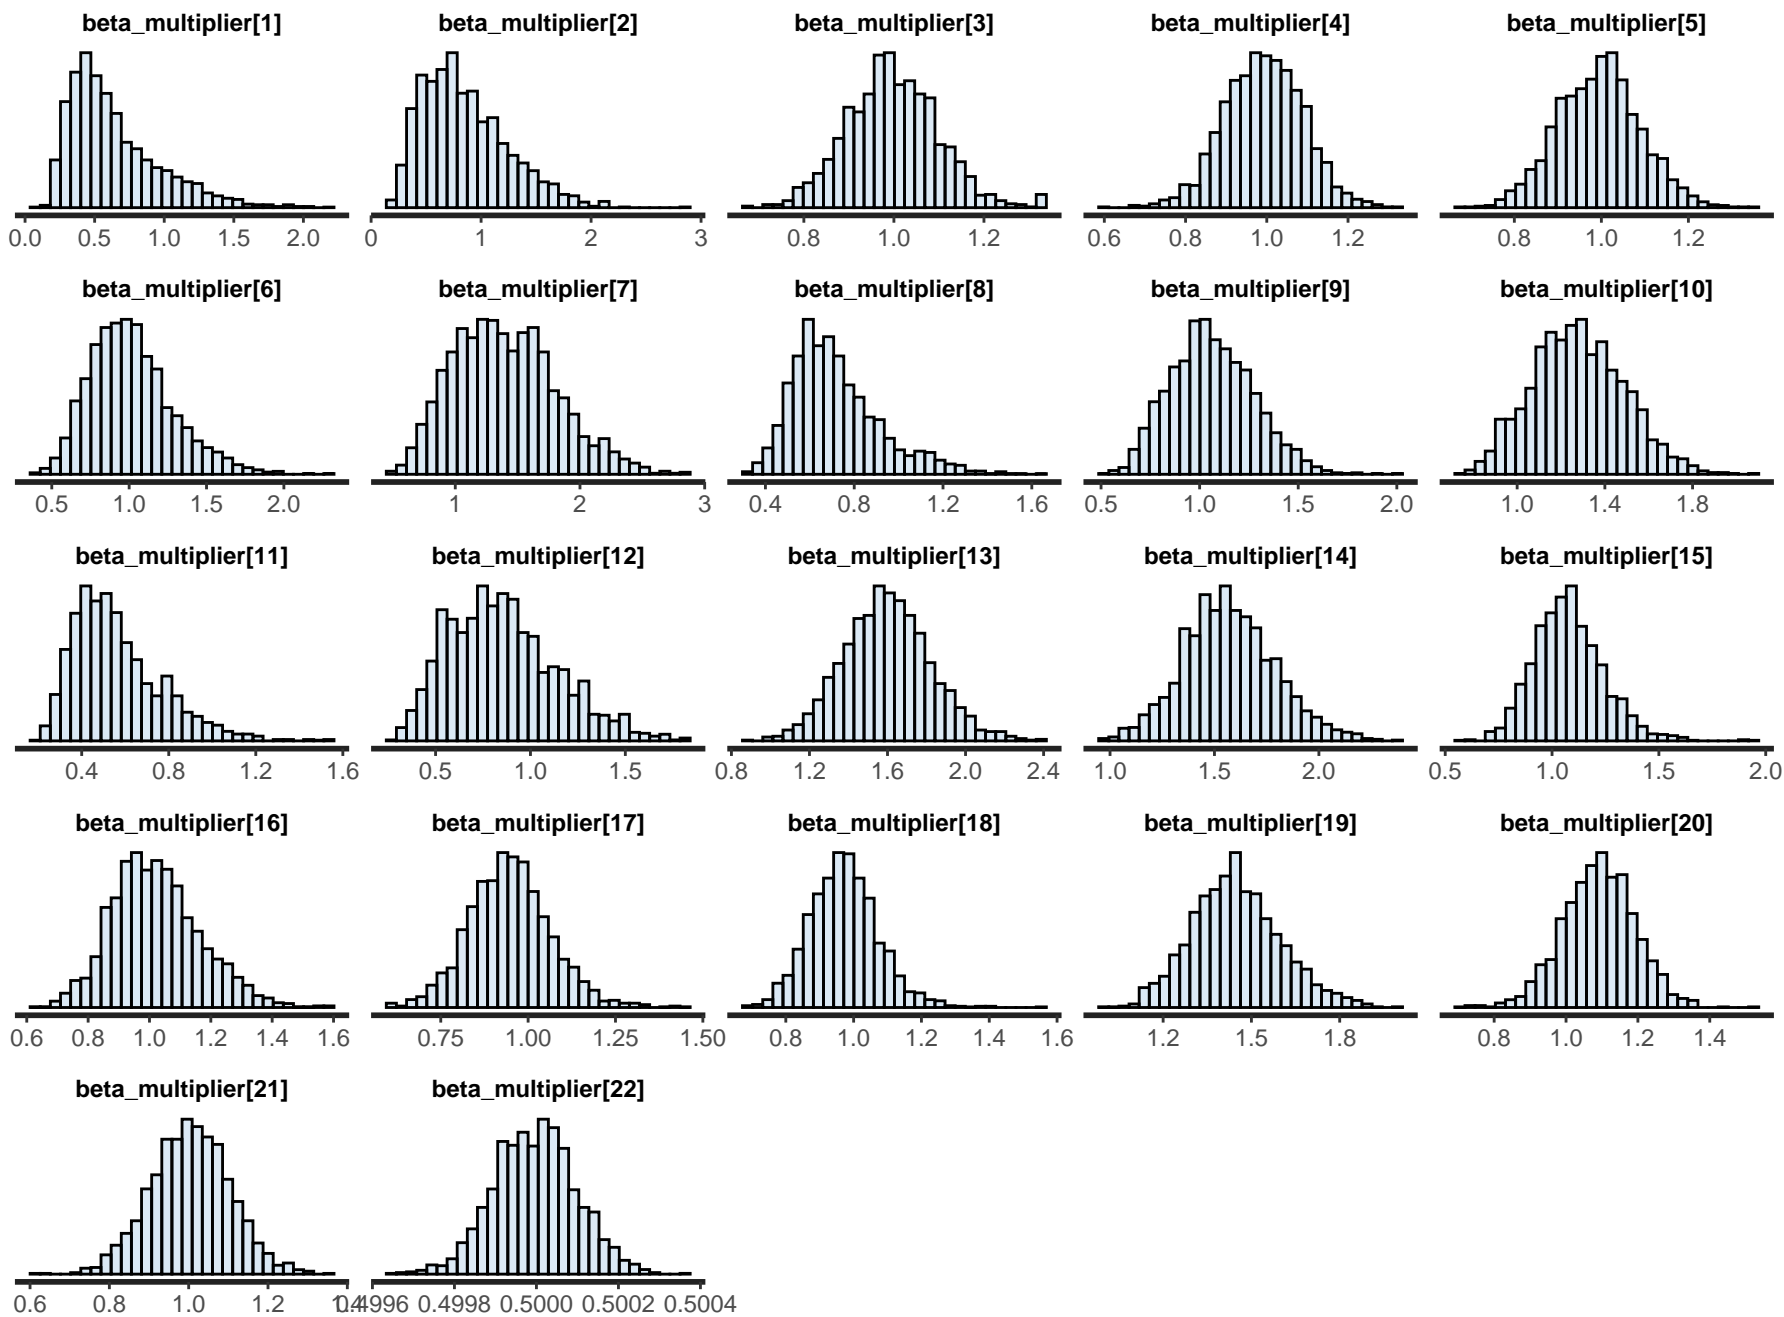 beta_multiplier[1] beta_multiplier[2] beta_multiplier[3] beta_multiplier[4] beta_multiplier[5]
0.0 0.5 1.0 1.5 2.0 0 1 2 3 0.8 1.0 1.2 0.6 0.8 1.0 1.2 0.8 1.0 1.2
beta_multiplier[6] beta_multiplier[7] beta_multiplier[8] beta_multiplier[9] beta_multiplier[10]
0.5 1.0 1.5 2.0 1 2 3 0.4 0.8 1.2 1.6 0.5 1.0 1.5 2.0 1.0 1.4 1.8
beta_multiplier[11] beta_multiplier[12] beta_multiplier[13] beta_multiplier[14] beta_multiplier[15]
0.4 0.8 1.2 1.6 0.5 1.0 1.5 0.8 1.2 1.6 2.0 2.4 1.0 1.5 2.0 0.5 1.0 1.5 2.0
beta_multiplier[16] beta_multiplier[17] beta_multiplier[18] beta_multiplier[19] beta_multiplier[20]
0.6 0.8 1.0 1.2 1.4 1.6 0.75 1.00 1.25 1.50 0.8 1.0 1.2 1.4 1.6 1.2 1.5 1.8 0.8 1.0 1.2 1.4
beta_multiplier[21] beta_multiplier[22]
0.6 0.8 1.0 1.2 1.4 0.4996 0.4998 0.5000 0.5002 0.5004